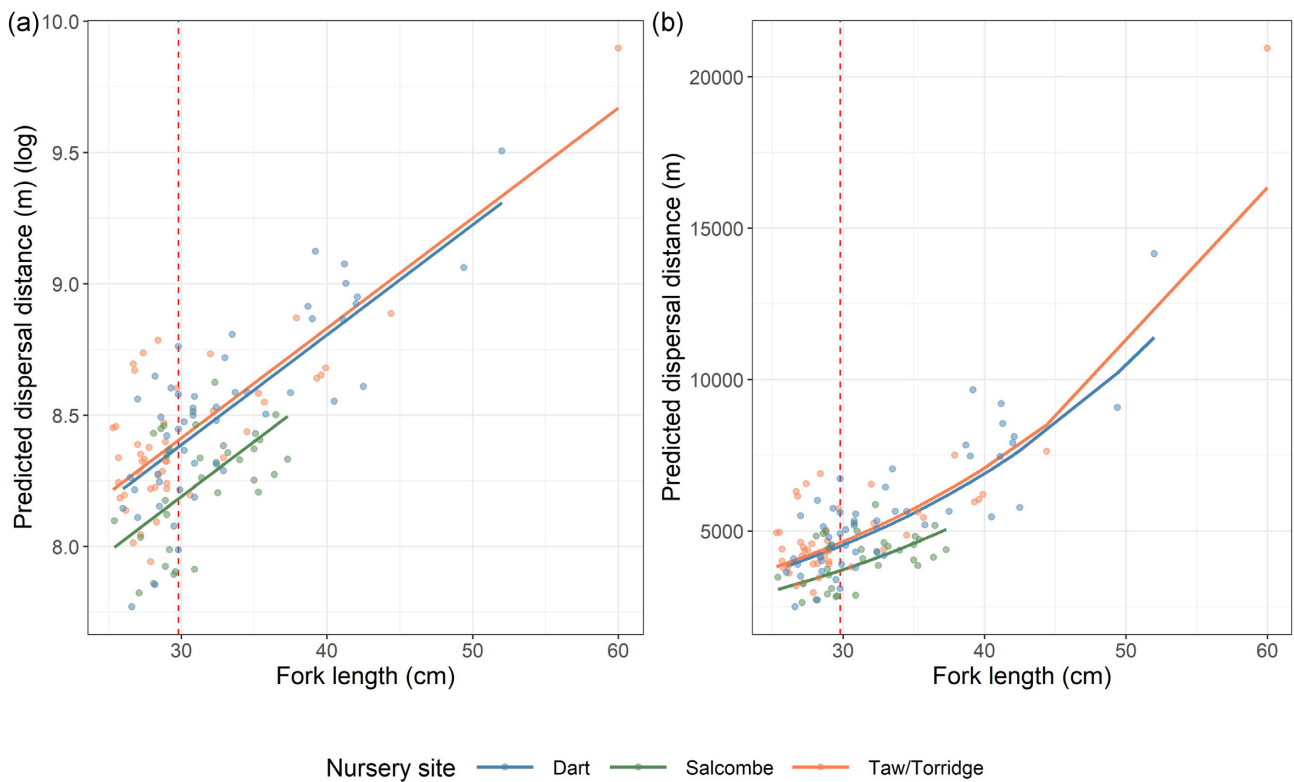 (a)
10.0
9.5
9.0
8.5
8.0
Predicted dispersal distance (m) (log)
30
40
50
60
Fork length (cm)
(b)
20000
15000
10000
5000
Predicted dispersal distance (m)
30
40
50
60
Fork length (cm)
Nursery site Dart Salcombe Taw/Torridge